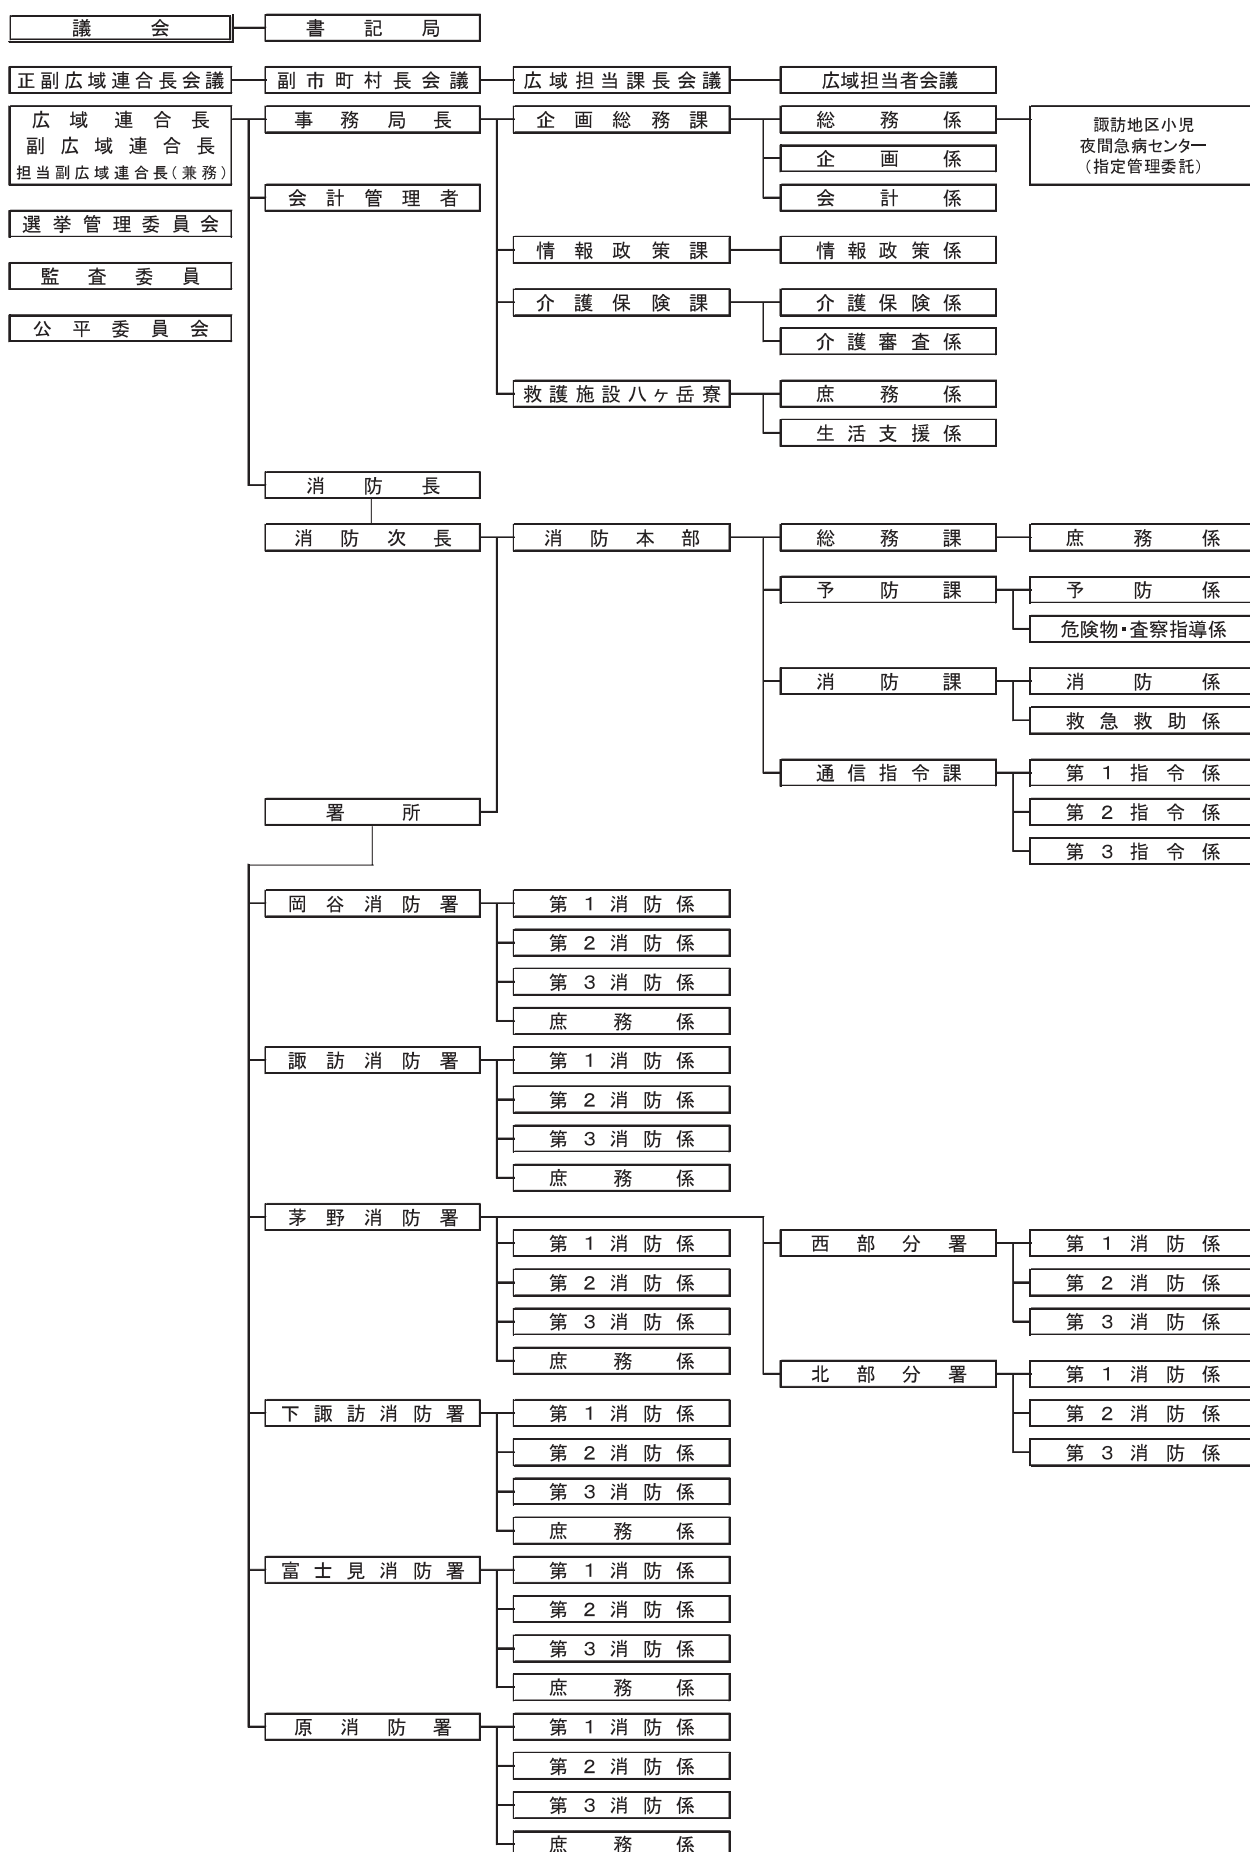 議会
書記局
正副広域連合長会議
副市町村長会議
広域担当課長会議
広域担当者会議
広域連合長
副広域連合長
担当副広域連合長(兼務)
事務局長
企画総務課
総務係
諏訪地区小児
夜間急病センター
(指定管理委託)
企画係
会計管理者
会計係
選挙管理委員会
情報政策課
情報政策係
監査委員
介護保険課
介護保険係
公平委員会
介護審査係
救護施設八ヶ岳寮
庶務係
生活支援係
消防長
消防次長
消防本部
総務課
庶務係
予防課
予防係
危険物・査察指導係
消防課
消防係
救急救助係
通信指令課
第1指令係
署所
第2指令係
第3指令係
岡谷消防署
第1消防係
第2消防係
第3消防係
庶務係
諏訪消防署
第1消防係
第2消防係
第3消防係
庶務係
茅野消防署
第1消防係
第2消防係
第3消防係
庶務係
西部分署
第1消防係
第2消防係
第3消防係
北部分署
第1消防係
第2消防係
第3消防係
下諏訪消防署
第1消防係
第2消防係
第3消防係
庶務係
富士見消防署
第1消防係
第2消防係
第3消防係
庶務係
原消防署
第1消防係
第2消防係
第3消防係
庶務係